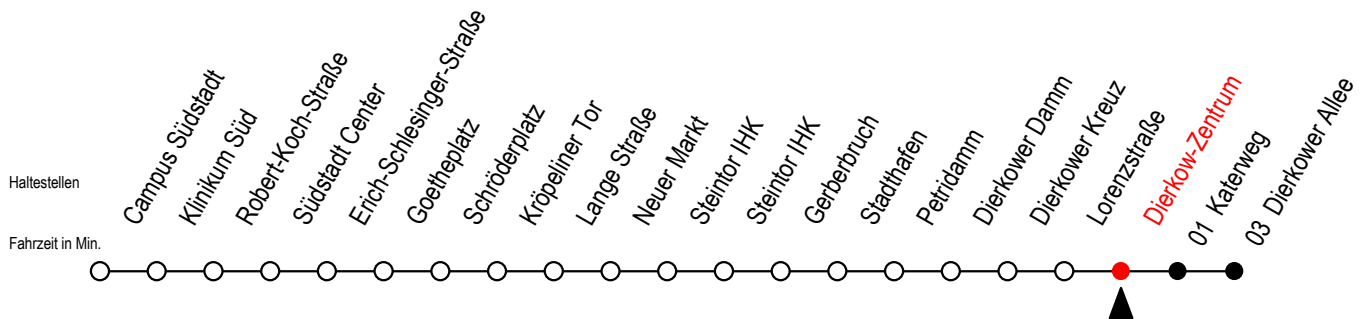 Haltestellen
Fahrzeit in Min.
Campus Südstadt
Klinikum Süd
Robert-Koch-Straße
Südstadt Center
Erich-Schlesinger-Straße
Goetheplatz
Schröderplatz
Kröpeliner Tor
Lange Straße
Neuer Markt
Steintor IHK
Steintor IHK
Gerberbruch
Stadthafen
Petridamm
Dierkower Damm
Dierkower Kreuz
Lorenzstraße
Dierkow-Zentrum
01 Katerweg
03 Dierkower Allee